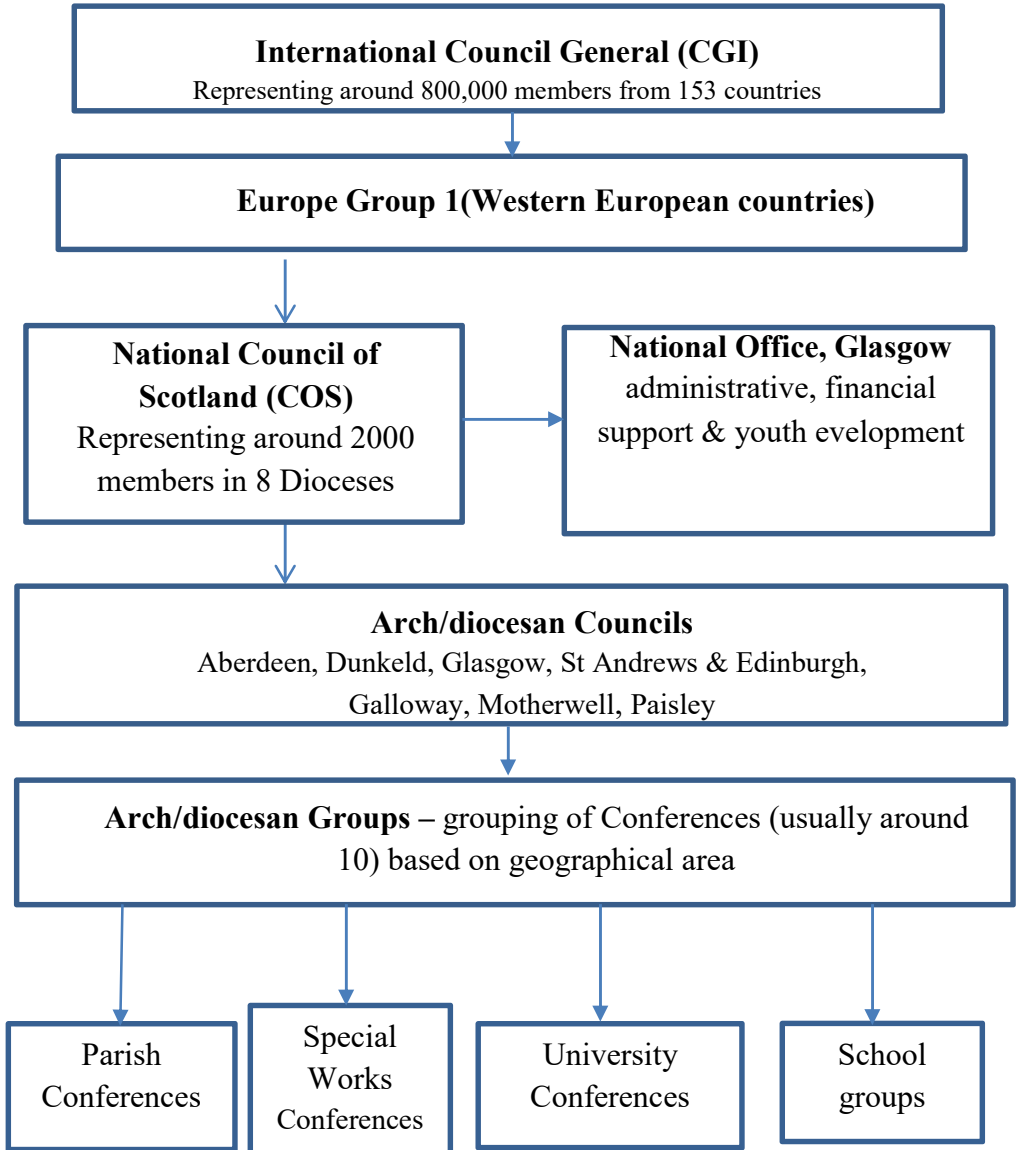 International Council General (CGI)
Representing around 800,000 members from 153 countries
Europe Group 1(Western European countries)
National Council of
Scotland (COS)
Representing around 2000
members in 8 Dioceses
National Office, Glasgow
administrative, financial
support & youth evelopment
Arch/diocesan Councils
Aberdeen, Dunkeld, Glasgow, St Andrews & Edinburgh,
Galloway, Motherwell, Paisley
Arch/diocesan Groups – grouping of Conferences (usually around
10) based on geographical area
Parish
Conferences
Special
Works
Conferences
University
Conferences
School
groups